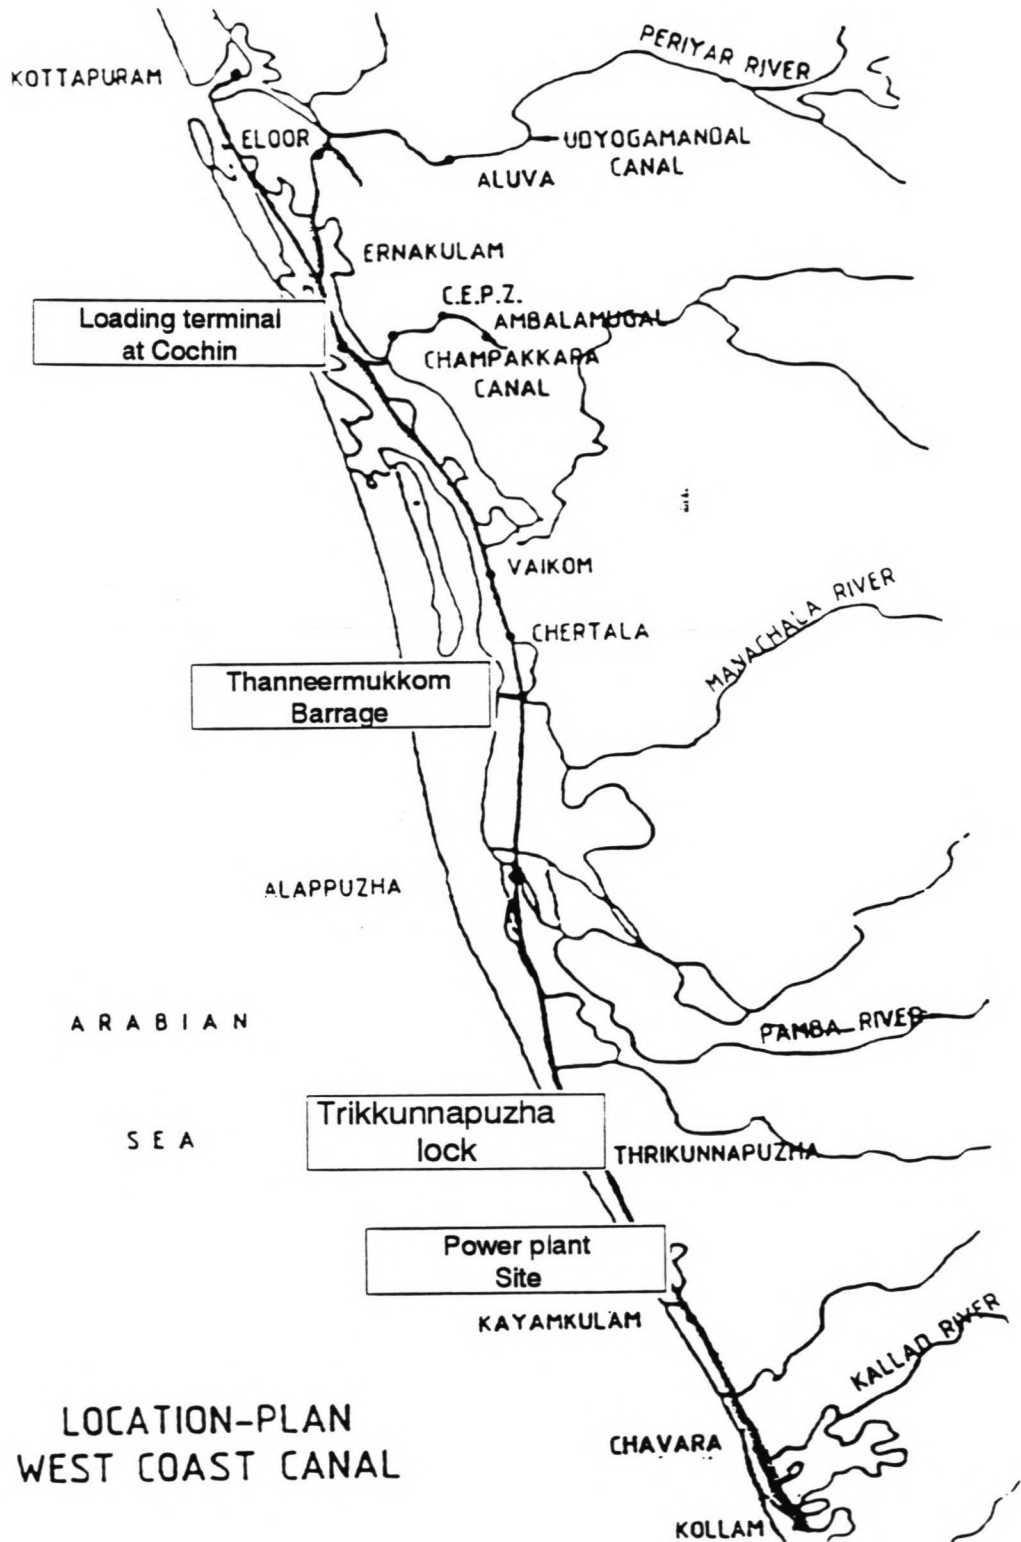 KOTTAPURAM
PERIYAR RIVER
ELOOR
UDYOGAMANDAL
CANAL
ALUVA
ERNAKULAM
C.E.P.Z.
AMBALAMUGAL
Loading terminal
at Cochin
CHAMPAKKARA
CANAL
VAIKOM
CHERTALA
MAVACHALA RIVER
Thanneermukkom
Barrage
ALAPPUZHA
ARABIAN
PAMBA RIVER
SEA
Trikkunnapuzha
lock
THRIKUNNAPUZHA
Power plant
Site
KAYAMKULAM
KALLAD RIVER
LOCATION-PLAN
WEST COAST CANAL
CHAVARA
KOLLAM